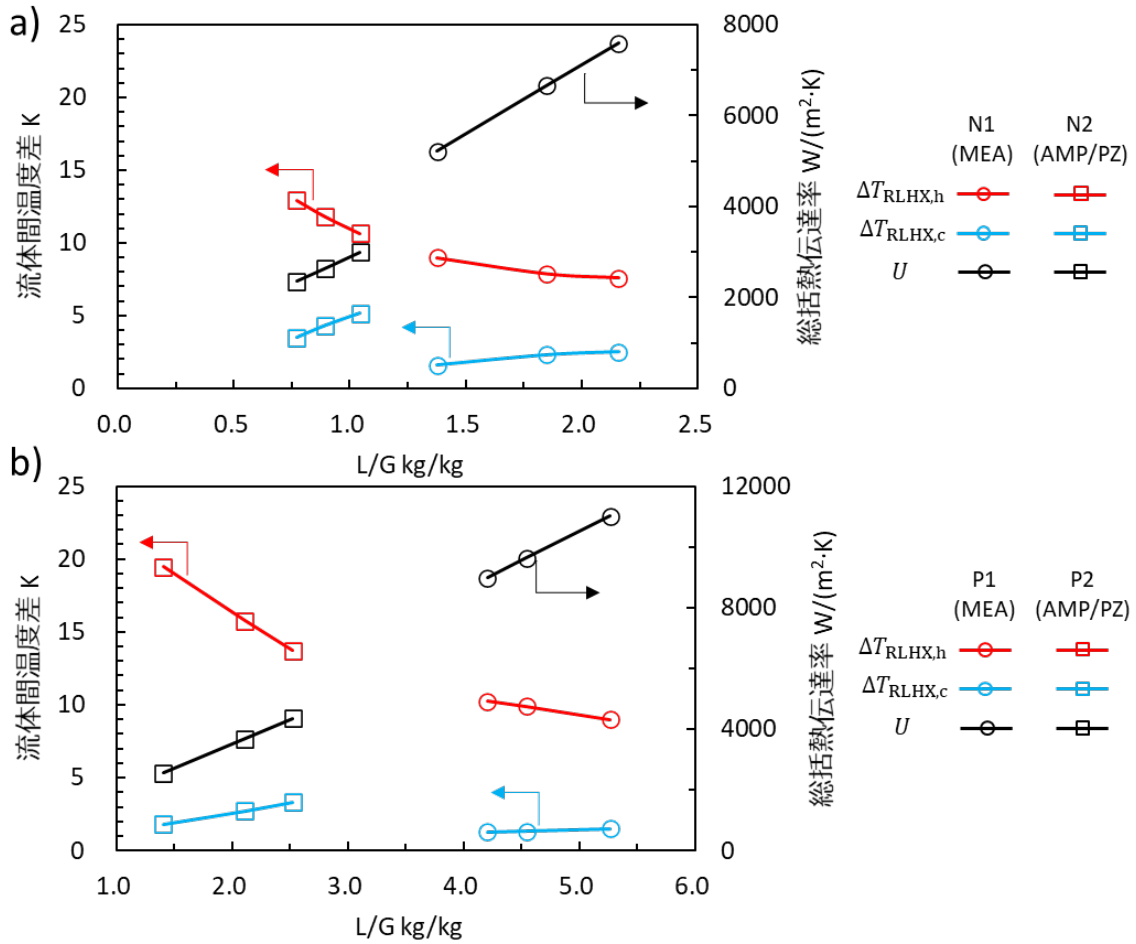 a)
25
20
15
10
5
0
流体間温度差 K
8000
6000
4000
2000
0
総括熱伝達率 W/(m²·K)
0.0 0.5 1.0 1.5 2.0 2.5
L/G kg/kg
N1 N2
(MEA) (AMP/PZ)
ΔT_RLHX,h
ΔT_RLHX,c
U
b)
25
20
15
10
5
0
流体間温度差 K
12000
8000
4000
0
総括熱伝達率 W/(m²·K)
1.0 2.0 3.0 4.0 5.0 6.0
L/G kg/kg
P1 P2
(MEA) (AMP/PZ)
ΔT_RLHX,h
ΔT_RLHX,c
U